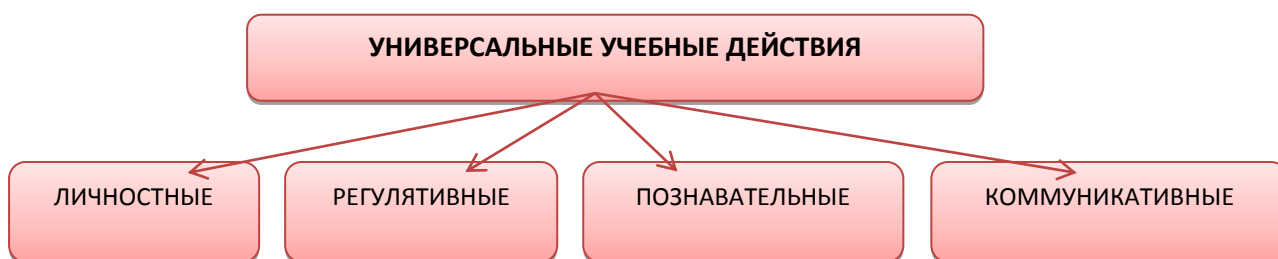 УНИВЕРСАЛЬНЫЕ УЧЕБНЫЕ ДЕЙСТВИЯ
ЛИЧНОСТНЫЕ
РЕГУЛЯТИВНЫЕ
ПОЗНАВАТЕЛЬНЫЕ
КОММУНИКАТИВНЫЕ